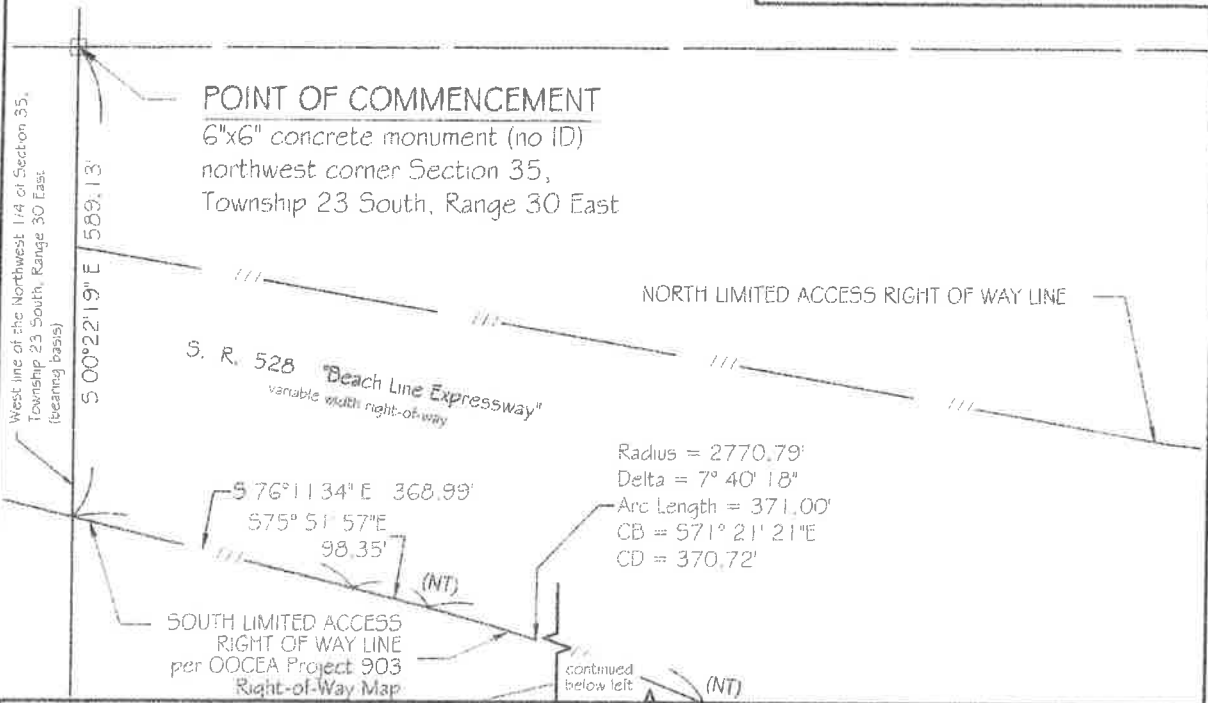 POINT OF COMMENCEMENT
6"x6" concrete monument (no ID)
northwest corner Section 35,
Township 23 South, Range 30 East
West line of the Northwest 1/4 of Section 35,
Township 23 South, Range 30 East
(bearing basis)
S 00°22'19" E 589.13'
NORTH LIMITED ACCESS RIGHT OF WAY LINE
S. R. 528 "Beach Line Expressway"
variable width right-of-way
Radius = 2770.79'
Delta = 7° 40' 18"
Arc Length = 371.00'
CB = S71° 21' 21"E
CD = 370.72'
S 76°11'34" E 368.99'
S75° 51' 57"E
98.35'
(NT)
SOUTH LIMITED ACCESS
RIGHT OF WAY LINE
per OOCEA Project 903
Right-of-Way Map
continued
below left
(NT)